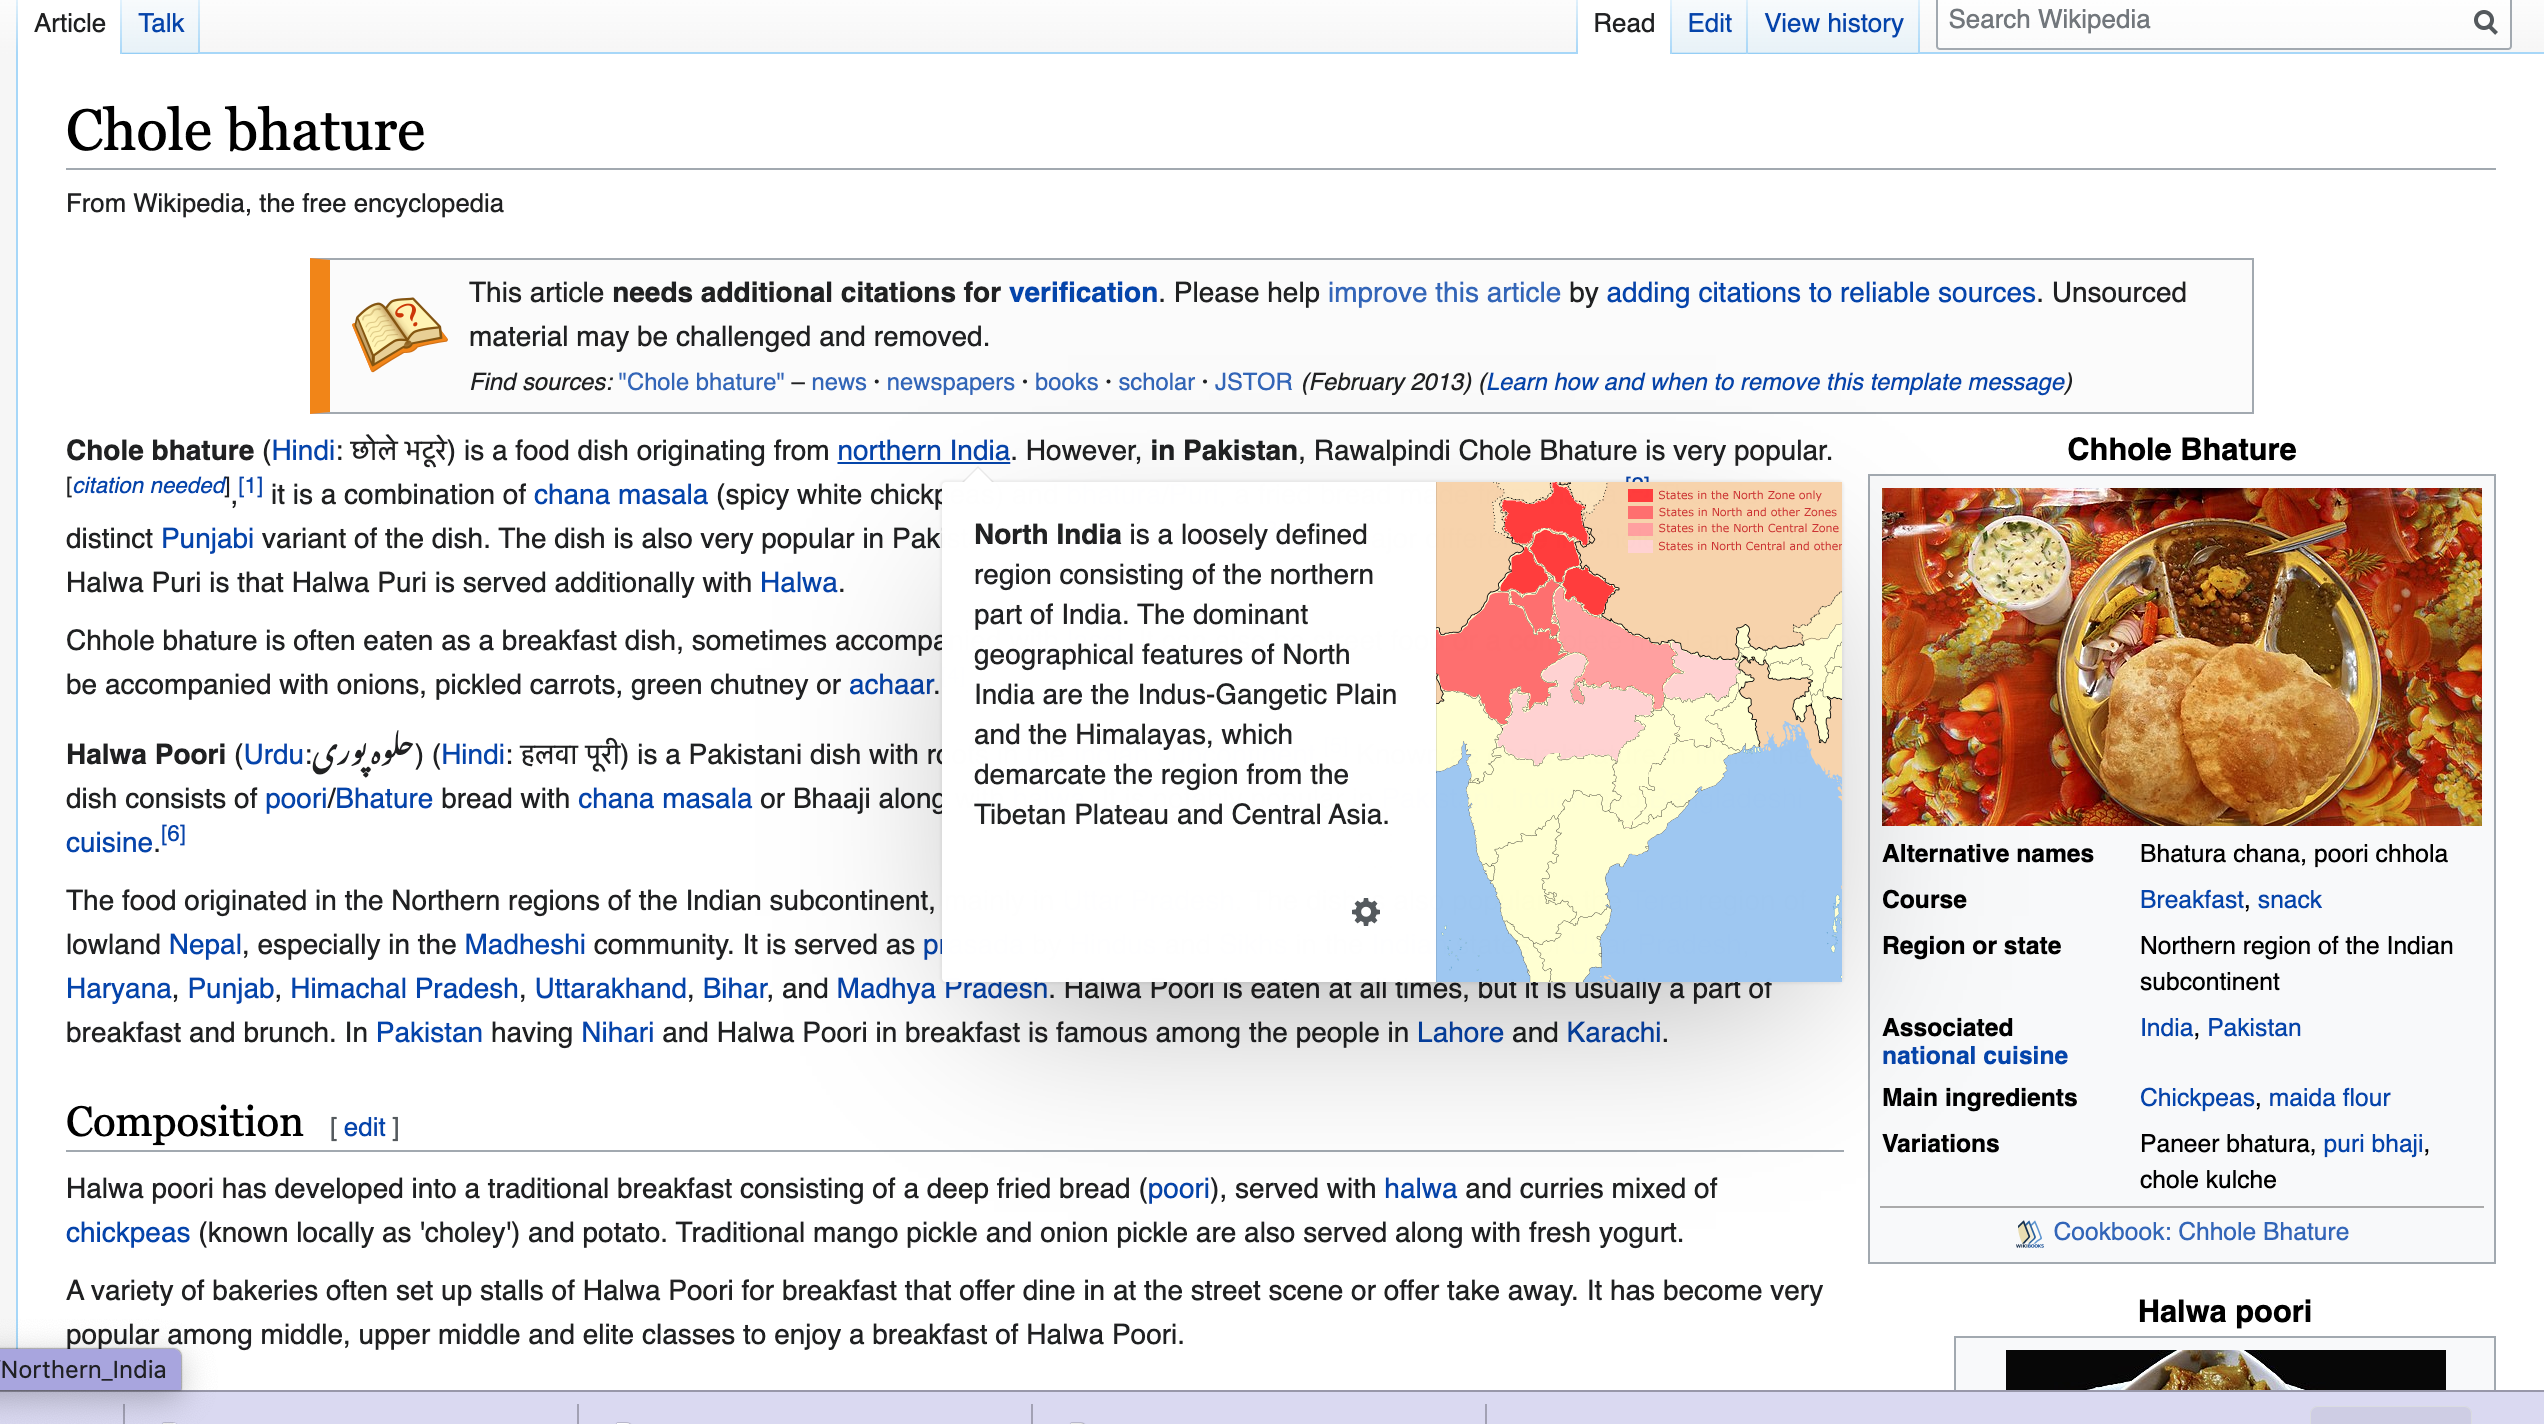 Article
Talk
Read
Edit
View history
Search Wikipedia
Chole bhature
From Wikipedia, the free encyclopedia
This article needs additional citations for verification. Please help improve this article by adding citations to reliable sources. Unsourced
material may be challenged and removed.
Find sources: "Chole bhature" – news · newspapers · books · scholar · JSTOR (February 2013) (Learn how and when to remove this template message)
Chole bhature (Hindi: छोले भटूरे) is a food dish originating from northern India. However, in Pakistan, Rawalpindi Chole Bhature is very popular.
[citation needed],[1] it is a combination of chana masala (spicy white chickp
distinct Punjabi variant of the dish. The dish is also very popular in Pak
Halwa Puri is that Halwa Puri is served additionally with Halwa.
Chhole bhature is often eaten as a breakfast dish, sometimes accompa
be accompanied with onions, pickled carrots, green chutney or achaar.
Halwa Poori (Urdu:حلوہ پوری) (Hindi: हलवा पूरी) is a Pakistani dish with ro
dish consists of poori/Bhature bread with chana masala or Bhaaji along
cuisine.[6]
The food originated in the Northern regions of the Indian subcontinent,
lowland Nepal, especially in the Madheshi community. It is served as pr
Haryana, Punjab, Himachal Pradesh, Uttarakhand, Bihar, and Madhya Pradesh. Halwa Poori is eaten at all times, but it is usually a part of
breakfast and brunch. In Pakistan having Nihari and Halwa Poori in breakfast is famous among the people in Lahore and Karachi.
North India is a loosely defined
region consisting of the northern
part of India. The dominant
geographical features of North
India are the Indus-Gangetic Plain
and the Himalayas, which
demarcate the region from the
Tibetan Plateau and Central Asia.
States in the North Zone only
States in North and other Zones
States in the North Central Zone
States in North Central and other
Composition [ edit ]
Halwa poori has developed into a traditional breakfast consisting of a deep fried bread (poori), served with halwa and curries mixed of
chickpeas (known locally as 'choley') and potato. Traditional mango pickle and onion pickle are also served along with fresh yogurt.
A variety of bakeries often set up stalls of Halwa Poori for breakfast that offer dine in at the street scene or offer take away. It has become very
popular among middle, upper middle and elite classes to enjoy a breakfast of Halwa Poori.
Chhole Bhature
Alternative names Bhatura chana, poori chhola
Course Breakfast, snack
Region or state Northern region of the Indian
subcontinent
Associated India, Pakistan
national cuisine
Main ingredients Chickpeas, maida flour
Variations Paneer bhatura, puri bhaji,
chole kulche
WIKIBOOKS
Cookbook: Chhole Bhature
Halwa poori
Northern_India